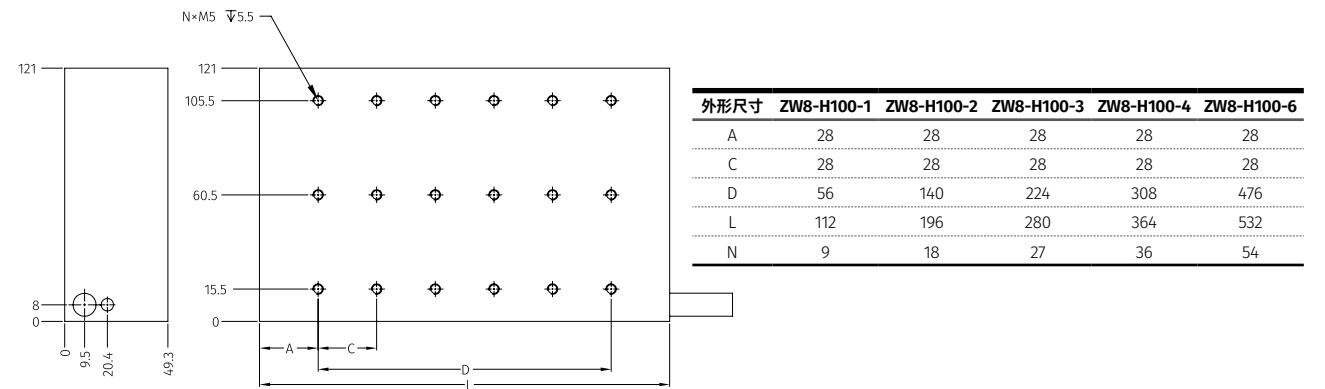 N×M5 ↧5.5
121
8
0
0
9.5
20.4
49.3
121
105.5
60.5
15.5
0
A
C
D
L
外形尺寸 ZW8-H100-1 ZW8-H100-2 ZW8-H100-3 ZW8-H100-4 ZW8-H100-6
A 28 28 28 28 28
C 28 28 28 28 28
D 56 140 224 308 476
L 112 196 280 364 532
N 9 18 27 36 54